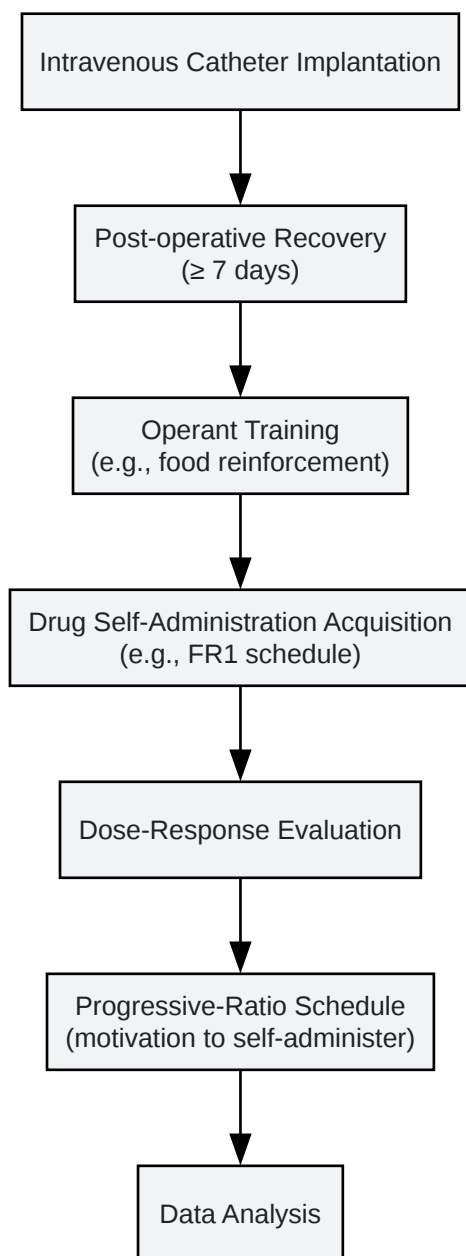 Intravenous Catheter Implantation
Post-operative Recovery
(≥ 7 days)
Operant Training
(e.g., food reinforcement)
Drug Self-Administration Acquisition
(e.g., FR1 schedule)
Dose-Response Evaluation
Progressive-Ratio Schedule
(motivation to self-administer)
Data Analysis